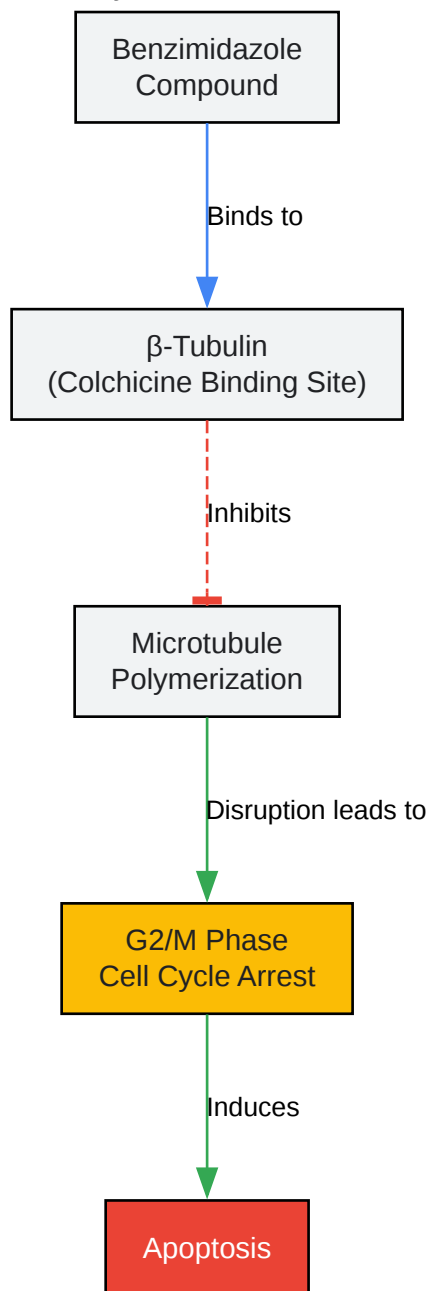 Benzimidazole
Compound
Binds to
β-Tubulin
(Colchicine Binding Site)
Inhibits
Microtubule
Polymerization
Disruption leads to
G2/M Phase
Cell Cycle Arrest
Induces
Apoptosis